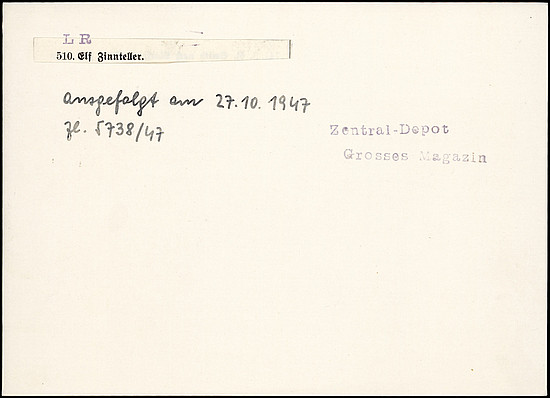 LR
510. Elf Zinnteller.
ausgefolgt am 27.10.1947
Zl. 5738/47
Zentral-Depot
Grosses Magazin